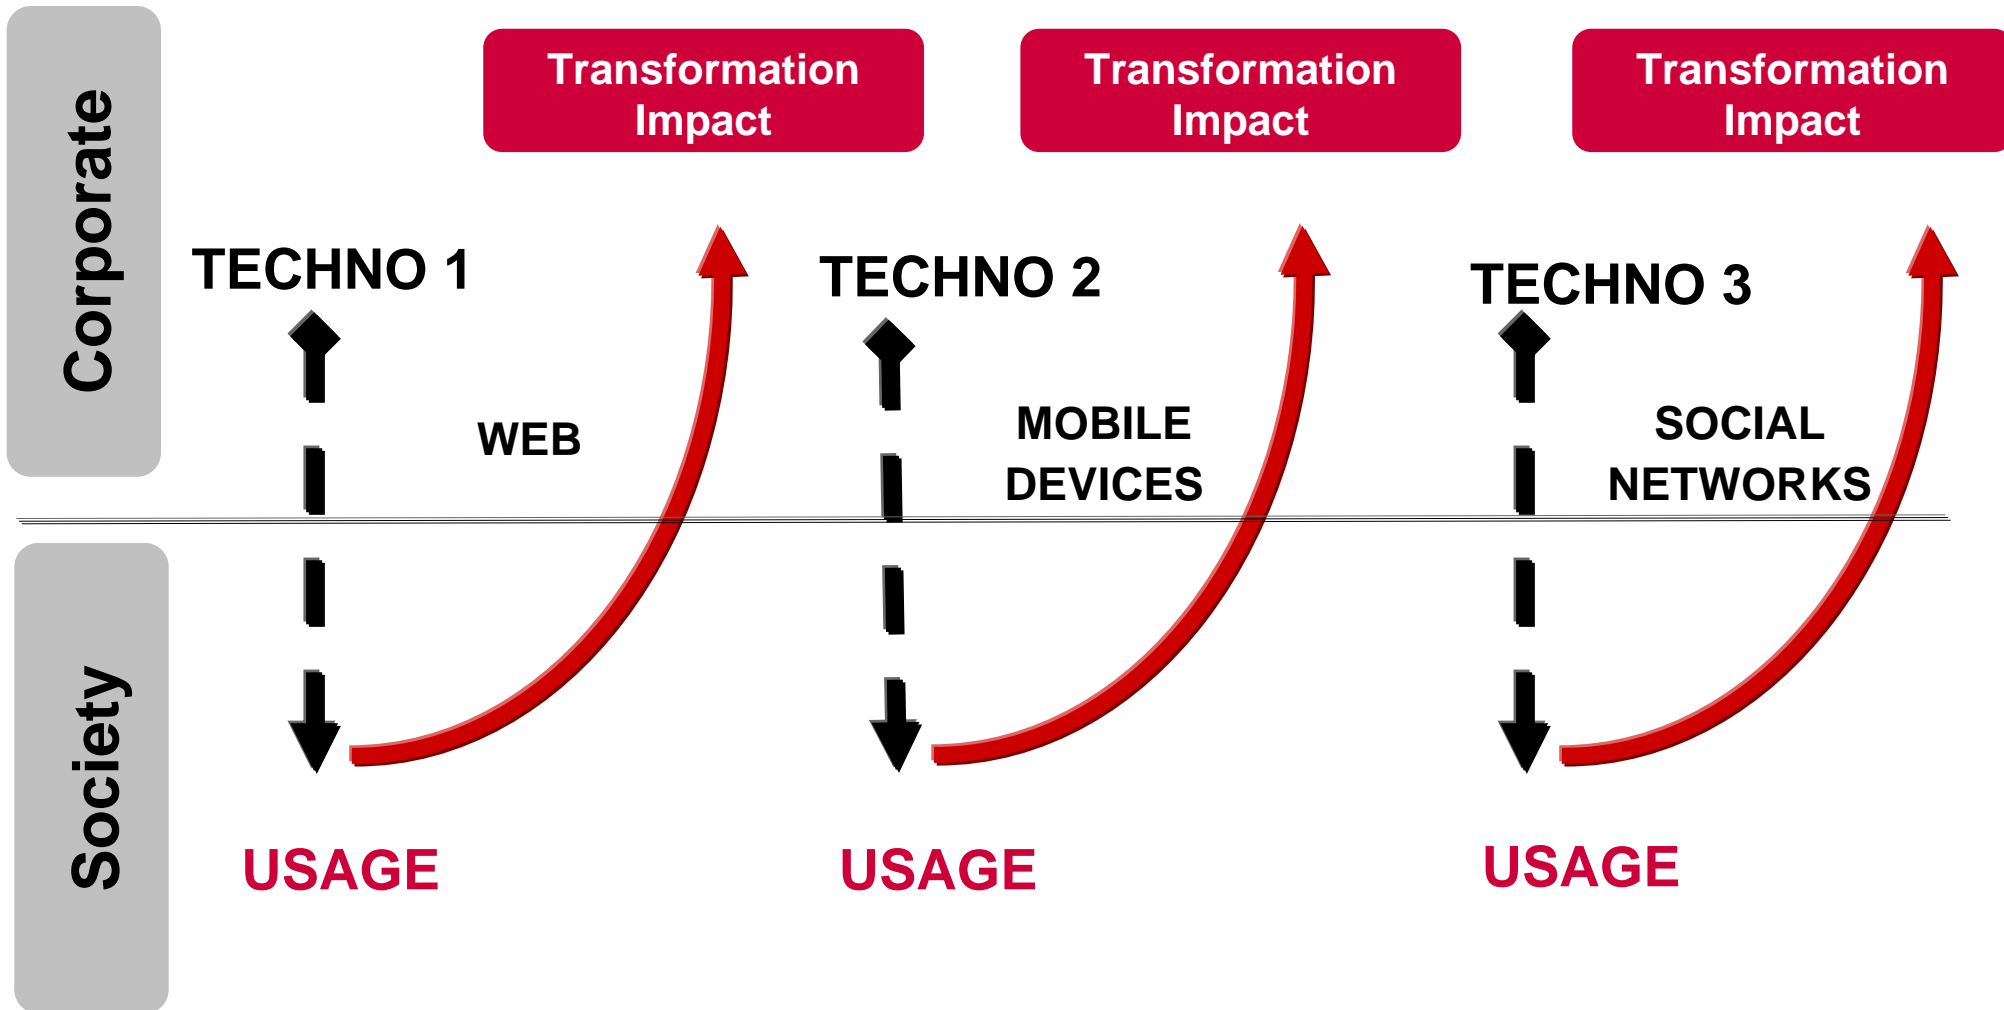 Corporate
Transformation
Impact
Transformation
Impact
Transformation
Impact
TECHNO 1
TECHNO 2
TECHNO 3
WEB
MOBILE
DEVICES
SOCIAL
NETWORKS
Society
USAGE
USAGE
USAGE